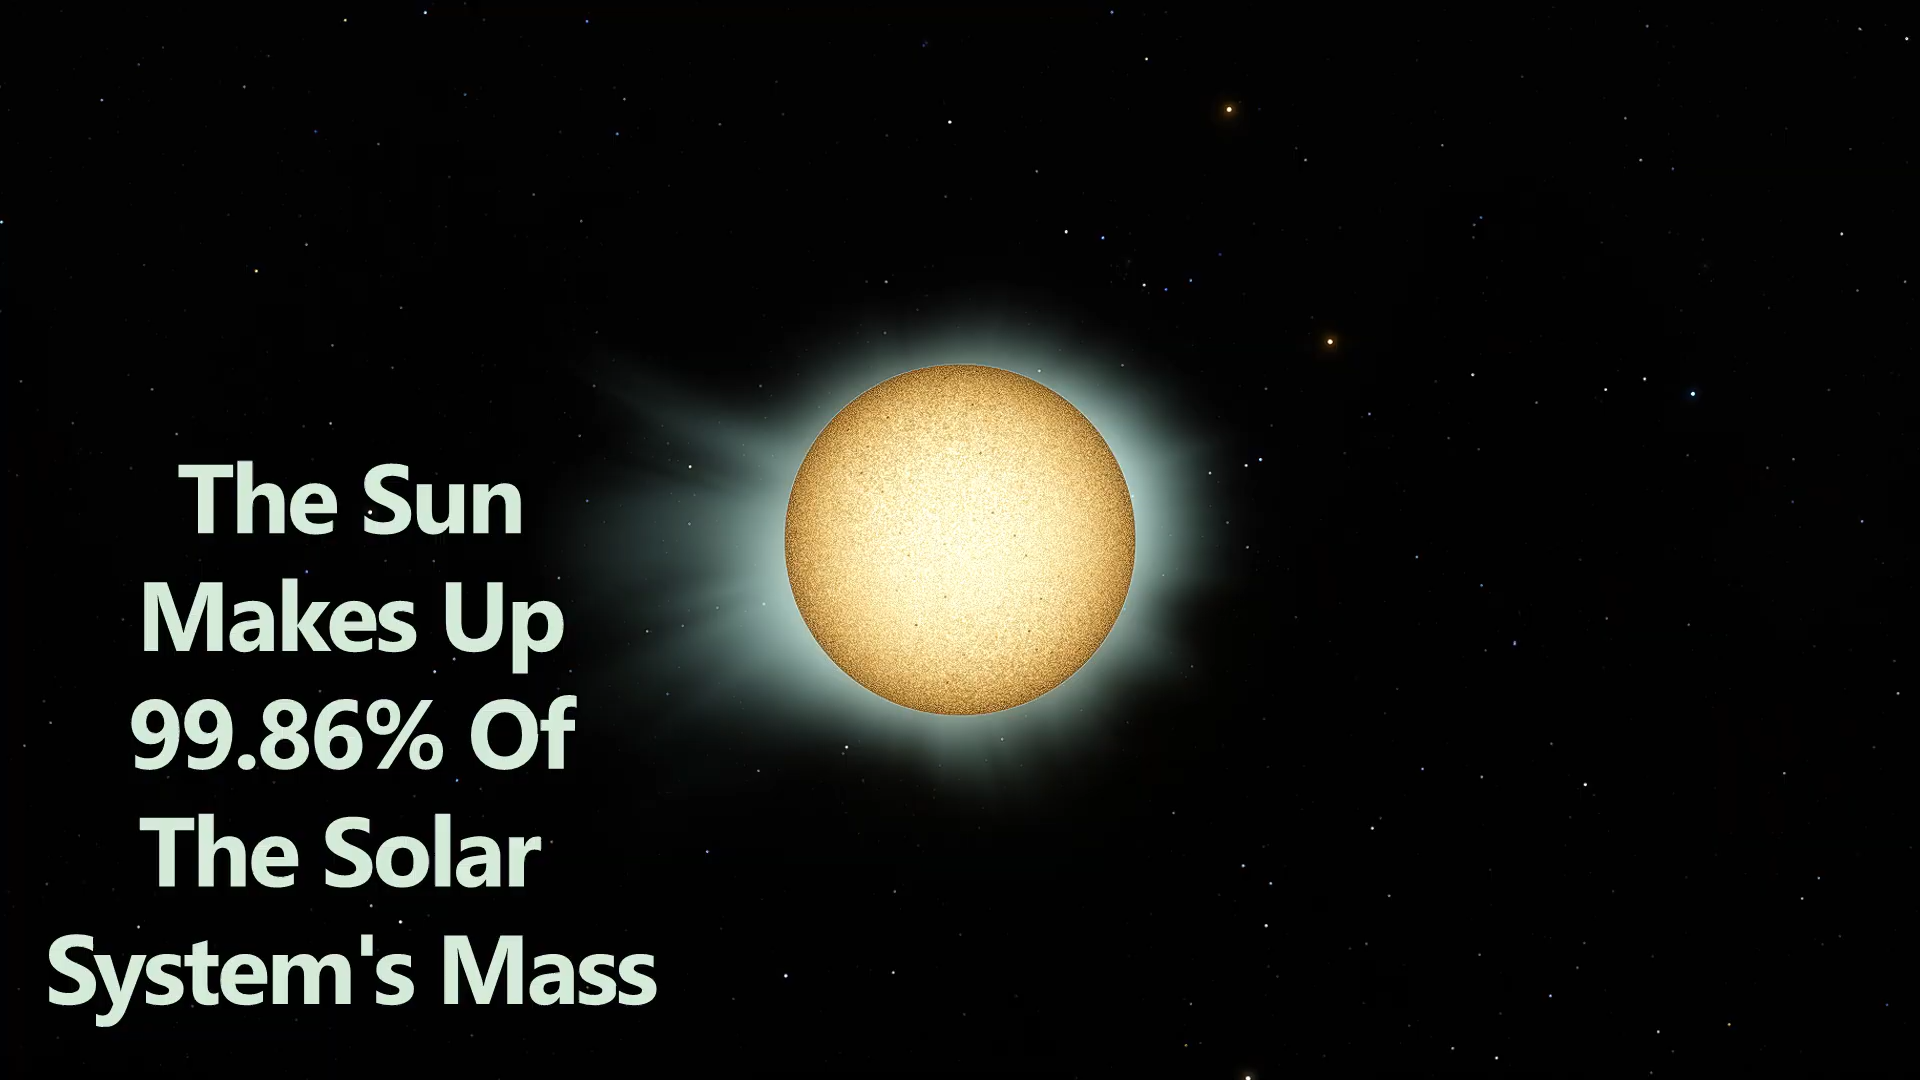 The Sun
Makes Up
99.86% Of
The Solar
System's Mass